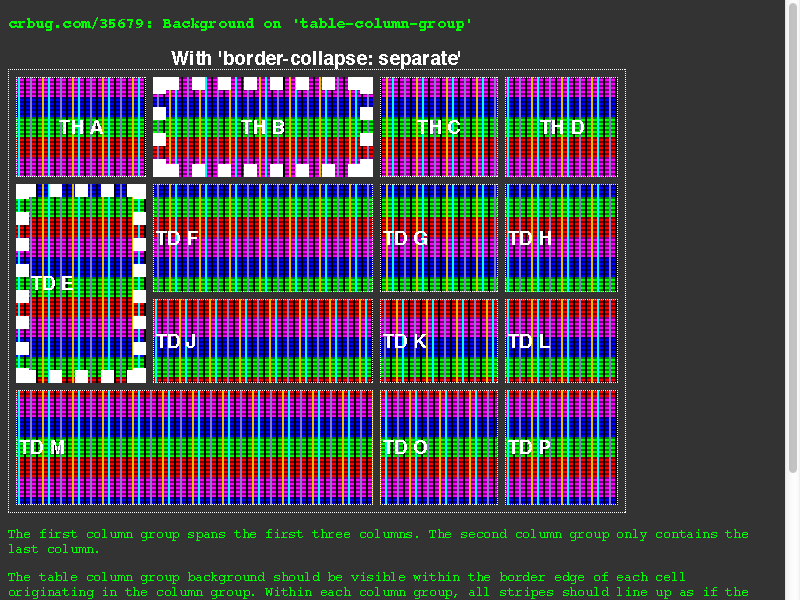 crbug.com/35679: Background on 'table-column-group'
With 'border-collapse: separate'
TH A TH B TH C TH D
TD E TD F TD G TD H
TD J TD K TD L
TD M TD O TD P
The first column group spans the first three columns. The second column group only contains the
last column.
The table column group background should be visible within the border edge of each cell
originating in the column group. Within each column group, all stripes should line up as if the